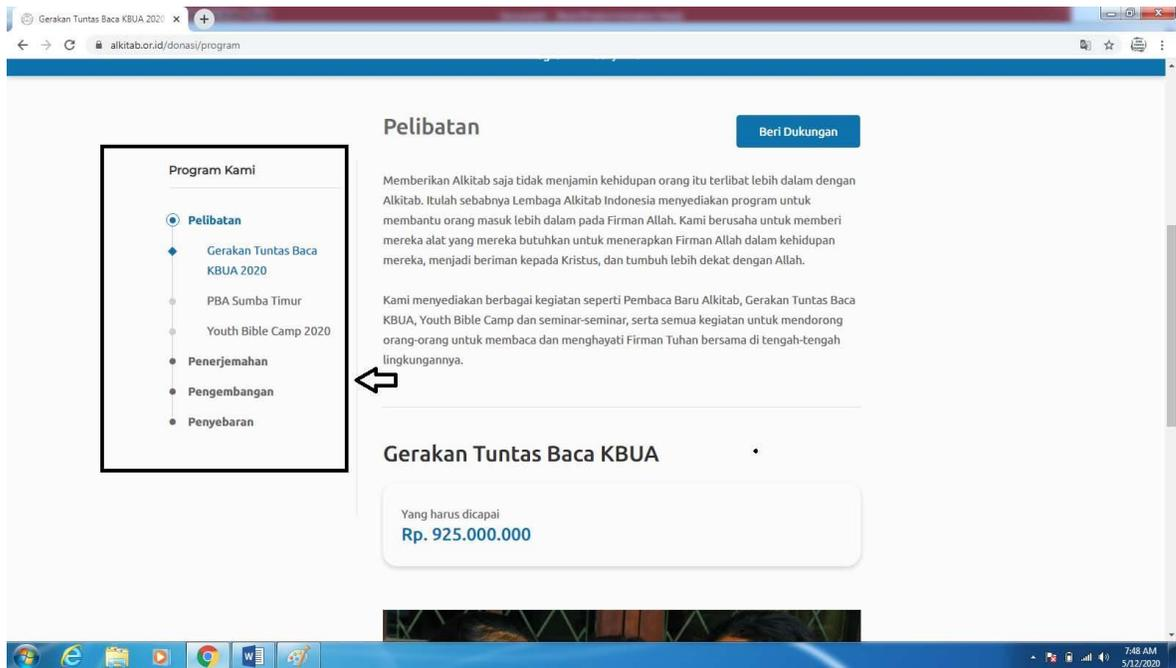 Gerakan Tuntas Baca KBUA 2020
alkitab.or.id/donasi/program
Program Kami
Pelibatan
Gerakan Tuntas Baca
KBUA 2020
PBA Sumba Timur
Youth Bible Camp 2020
Penerjemahan
Pengembangan
Penyebaran
Pelibatan
Beri Dukungan
Memberikan Alkitab saja tidak menjamin kehidupan orang itu terlibat lebih dalam dengan
Alkitab. Itulah sebabnya Lembaga Alkitab Indonesia menyediakan program untuk
membantu orang masuk lebih dalam pada Firman Allah. Kami berusaha untuk memberi
mereka alat yang mereka butuhkan untuk menerapkan Firman Allah dalam kehidupan
mereka, menjadi beriman kepada Kristus, dan tumbuh lebih dekat dengan Allah.
Kami menyediakan berbagai kegiatan seperti Pembaca Baru Alkitab, Gerakan Tuntas Baca
KBUA, Youth Bible Camp dan seminar-seminar, serta semua kegiatan untuk mendorong
orang-orang untuk membaca dan menghayati Firman Tuhan bersama di tengah-tengah
lingkungannya.
Gerakan Tuntas Baca KBUA
Yang harus dicapai
Rp. 925.000.000
7:48 AM
5/12/2020